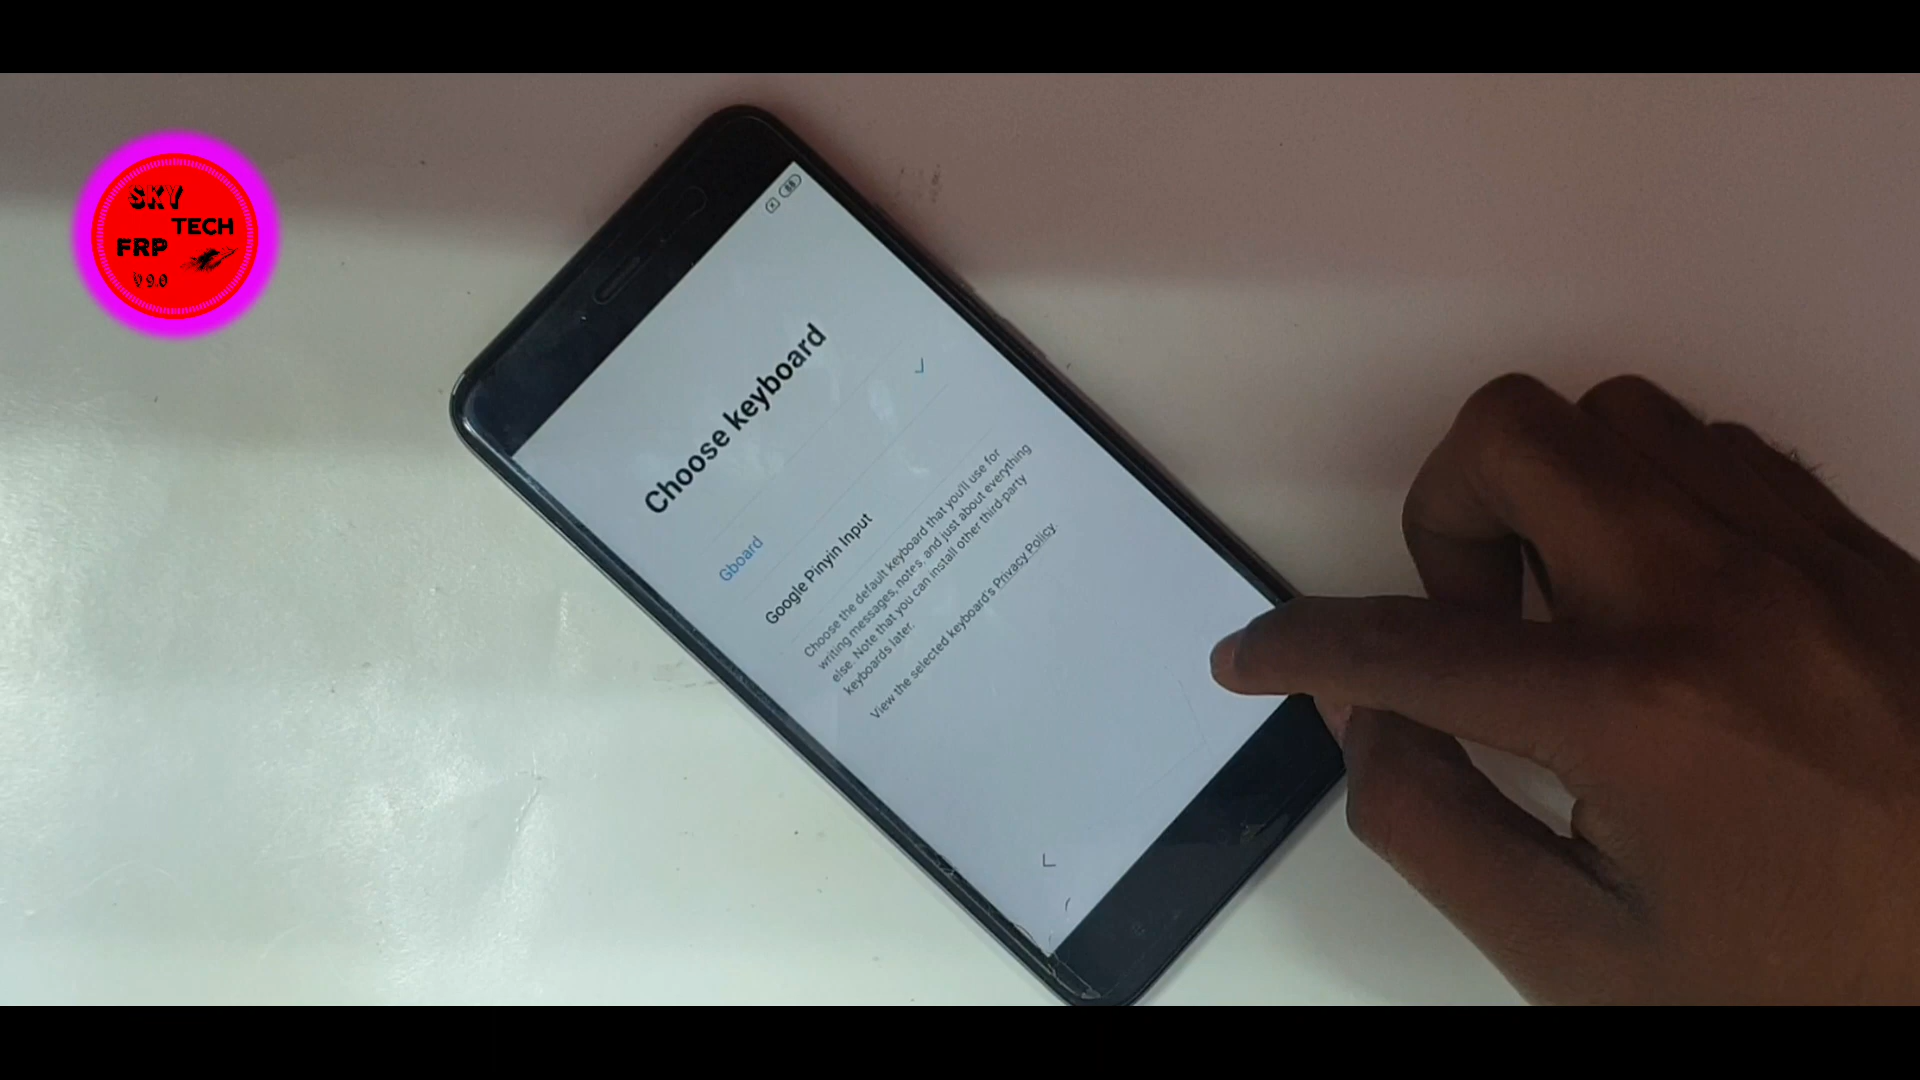 SKY
TECH
FRP
V 9.0
68
Choose keyboard
Gboard
Google Pinyin Input
Choose the default keyboard that you'll use for
writing messages, notes, and just about everything
else. Note that you can install other third-party
keyboards later.
View the selected keyboard's Privacy Policy.